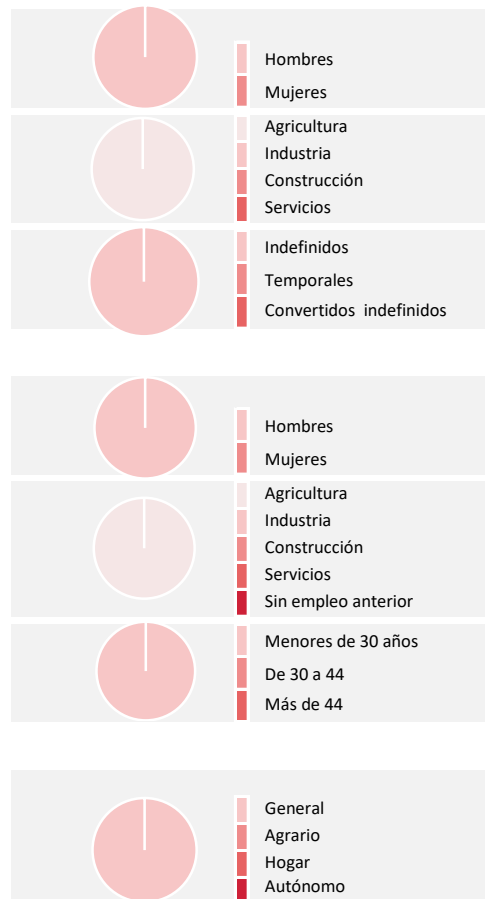 Hombres
Mujeres
Agricultura
Industria
Construcción
Servicios
Indefinidos
Temporales
Convertidos indefinidos
Hombres
Mujeres
Agricultura
Industria
Construcción
Servicios
Sin empleo anterior
Menores de 30 años
De 30 a 44
Más de 44
General
Agrario
Hogar
Autónomo